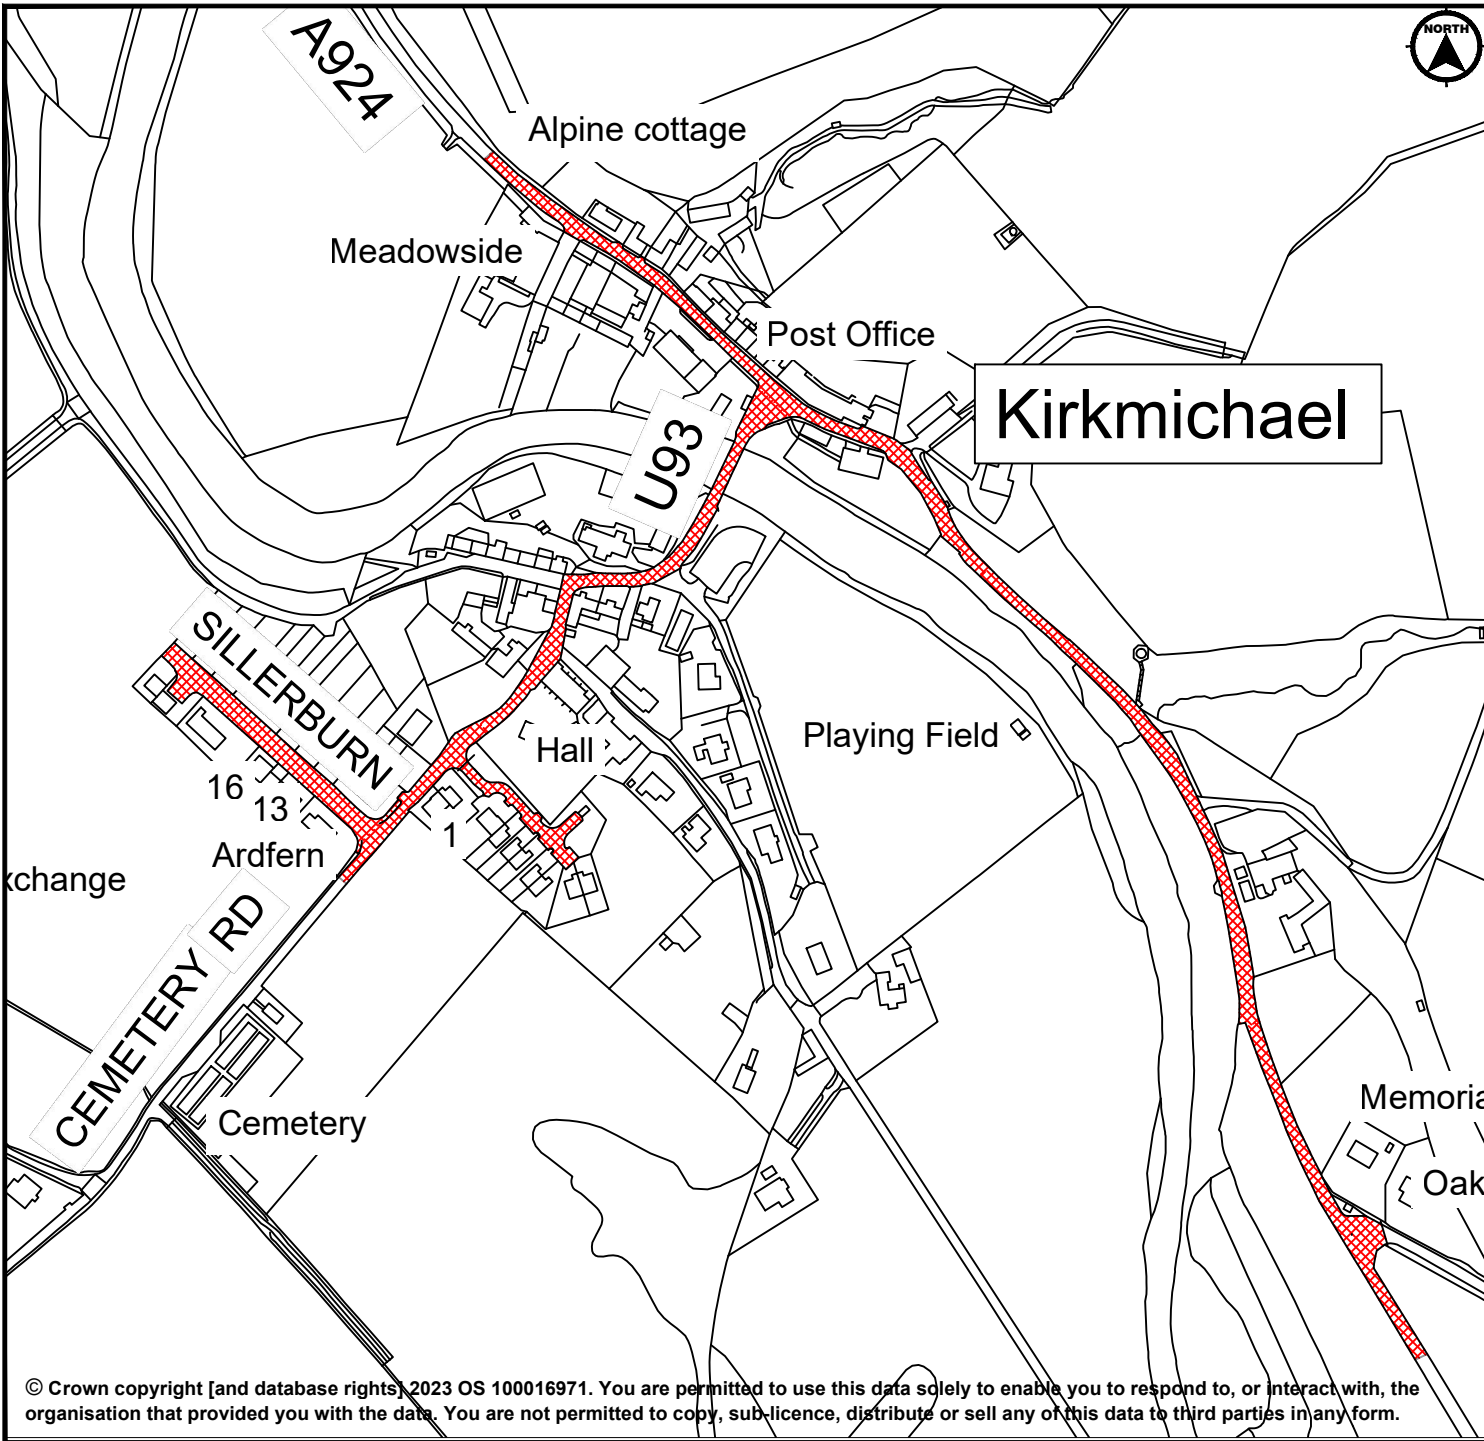 NORTH
A924
Alpine cottage
Meadowside
Post Office
Kirkmichael
U93
SILLERBURN
Playing Field
Hall
16
13
1
Ardfern
xchange
CEMETERY RD
Cemetery
Memoria
Oak
© Crown copyright [and database rights] 2023 OS 100016971. You are permitted to use this data solely to enable you to respond to, or interact with, the
organisation that provided you with the data. You are not permitted to copy, sub-licence, distribute or sell any of this data to third parties in any form.